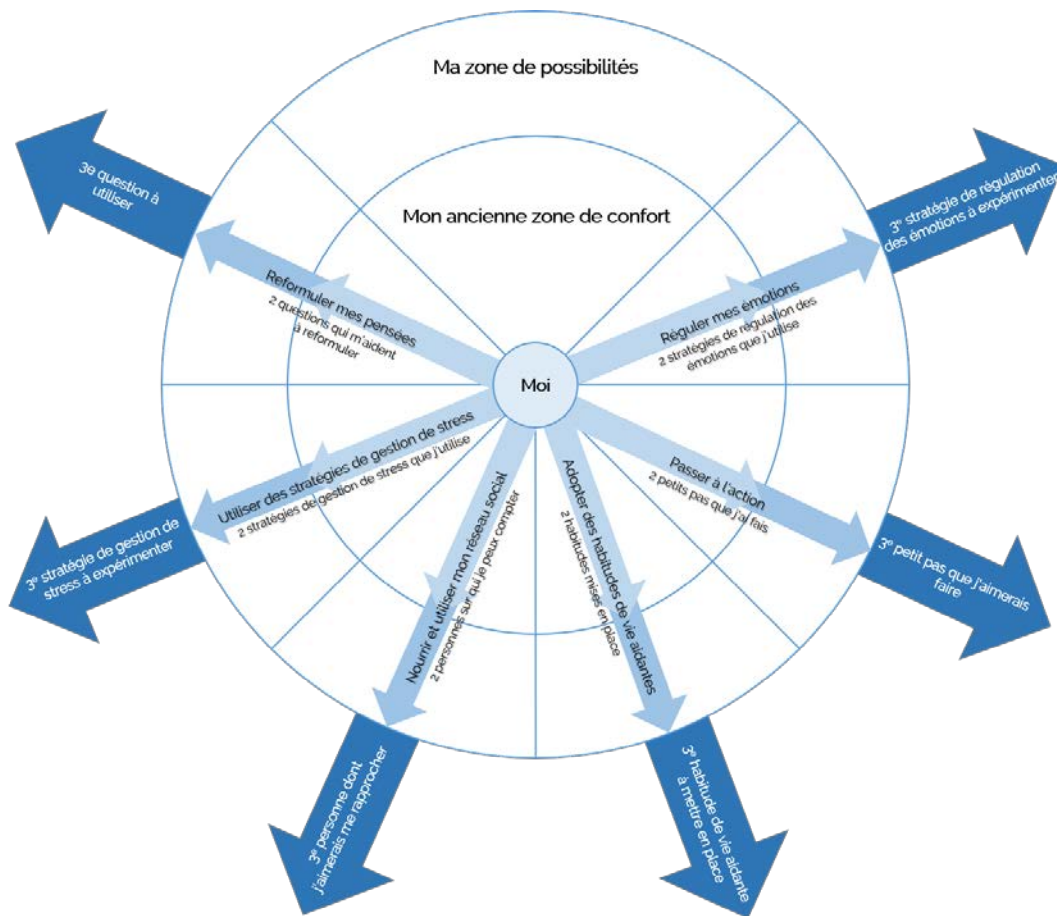 Ma zone de possibilités
Mon ancienne zone de confort
Moi
3e question à
utiliser
Reformuler mes pensées
2 questions qui m'aident
à reformuler
3e stratégie de régulation
des émotions à expérimenter
Réguler mes émotions
2 stratégies de régulation des
émotions que j'utilise
Utiliser des stratégies de gestion de stress
2 stratégies de gestion de stress que j'utilise
3e stratégie de gestion de
stress à expérimenter
Passer à l'action
2 petits pas que j'ai fais
3e petit pas que j'aimerais
faire
Nourrir et utiliser mon réseau social
2 personnes sur qui je peux compter
3e personne dont
j'aimerais me rapprocher
Adopter des habitudes de vie aidantes
2 habitudes mises en place
3e habitude de vie aidante
à mettre en place